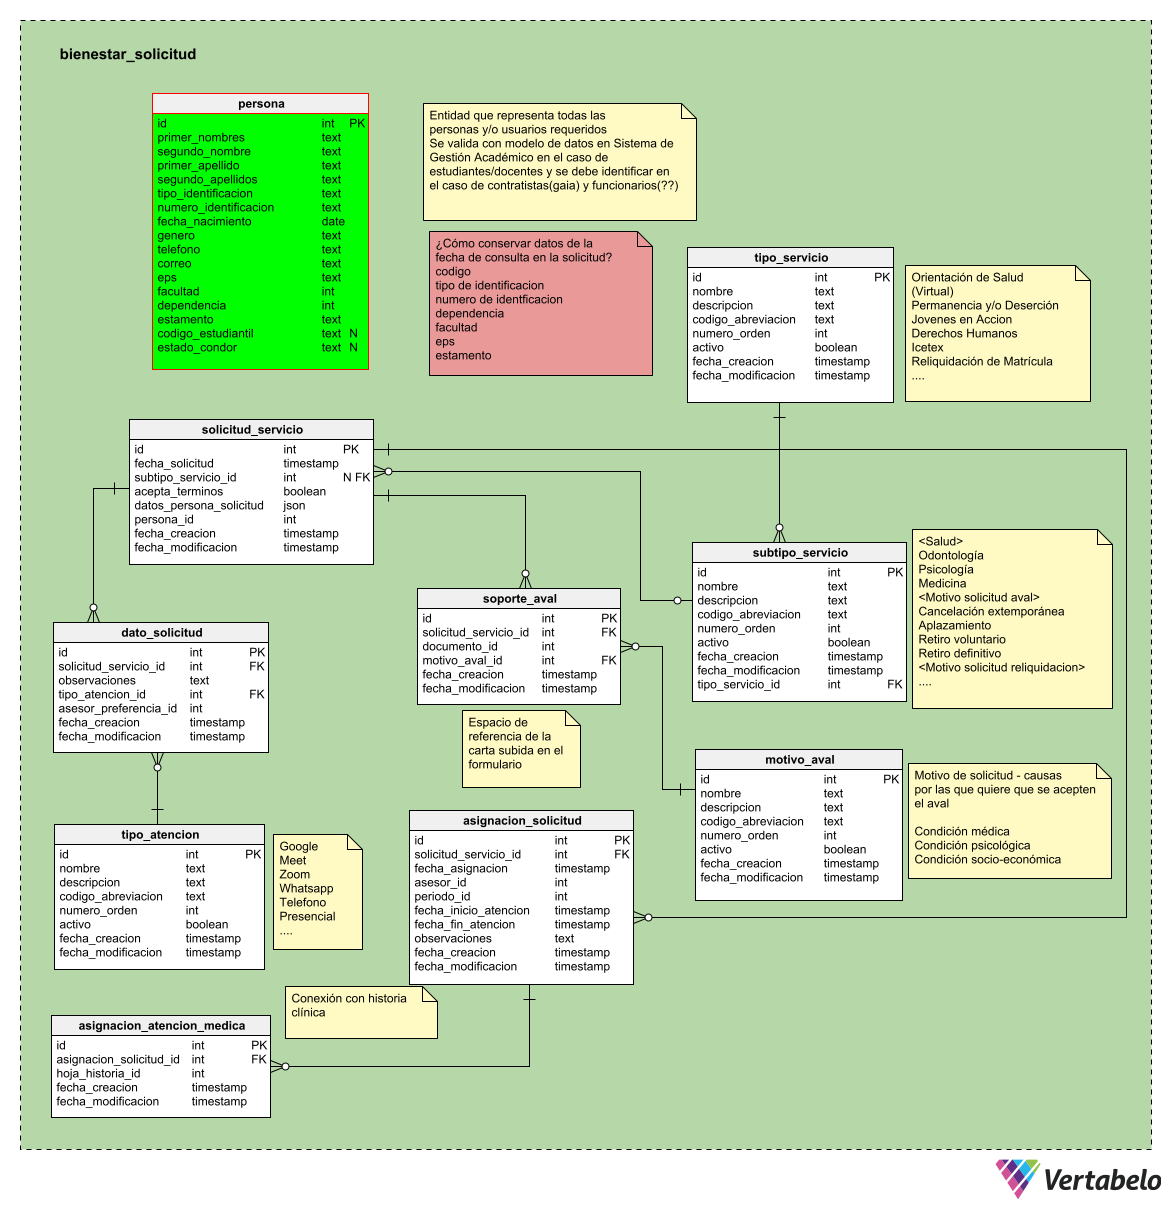 bienestar_solicitud
persona
id int PK
primer_nombres text
segundo_nombre text
primer_apellido text
segundo_apellidos text
tipo_identificacion text
numero_identificacion text
fecha_nacimiento date
genero text
telefono text
correo text
eps text
facultad int
dependencia int
estamento text
codigo_estudiantil text N
estado_condor text N
Entidad que representa todas las
personas y/o usuarios requeridos
Se valida con modelo de datos en Sistema de
Gestión Académico en el caso de
estudiantes/docentes y se debe identificar en
el caso de contratistas(gaia) y funcionarios(??)
¿Cómo conservar datos de la
fecha de consulta en la solicitud?
codigo
tipo de identificacion
numero de identficacion
dependencia
facultad
eps
estamento
tipo_servicio
id int PK
nombre text
descripcion text
codigo_abreviacion text
numero_orden int
activo boolean
fecha_creacion timestamp
fecha_modificacion timestamp
Orientación de Salud
(Virtual)
Permanencia y/o Deserción
Jovenes en Accion
Derechos Humanos
Icetex
Reliquidación de Matrícula
....
solicitud_servicio
id int PK
fecha_solicitud timestamp
subtipo_servicio_id int N FK
acepta_terminos boolean
datos_persona_solicitud json
persona_id int
fecha_creacion timestamp
fecha_modificacion timestamp
subtipo_servicio
id int PK
nombre text
descripcion text
codigo_abreviacion text
numero_orden int
activo boolean
fecha_creacion timestamp
fecha_modificacion timestamp
tipo_servicio_id int FK
<Salud>
Odontología
Psicología
Medicina
<Motivo solicitud aval>
Cancelación extemporánea
Aplazamiento
Retiro voluntario
Retiro definitivo
<Motivo solicitud reliquidacion>
....
soporte_aval
id int PK
solicitud_servicio_id int FK
documento_id int
motivo_aval_id int FK
fecha_creacion timestamp
fecha_modificacion timestamp
dato_solicitud
id int PK
solicitud_servicio_id int FK
observaciones text
tipo_atencion_id int FK
asesor_preferencia_id int
fecha_creacion timestamp
fecha_modificacion timestamp
Espacio de
referencia de la
carta subida en el
formulario
motivo_aval
id int PK
nombre text
descripcion text
codigo_abreviacion text
numero_orden int
activo boolean
fecha_creacion timestamp
fecha_modificacion timestamp
Motivo de solicitud - causas
por las que quiere que se acepten
el aval
Condición médica
Condición psicológica
Condición socio-económica
tipo_atencion
id int PK
nombre text
descripcion text
codigo_abreviacion text
numero_orden int
activo boolean
fecha_creacion timestamp
fecha_modificacion timestamp
Google
Meet
Zoom
Whatsapp
Telefono
Presencial
....
asignacion_solicitud
id int PK
solicitud_servicio_id int FK
fecha_asignacion timestamp
asesor_id int
periodo_id int
fecha_inicio_atencion timestamp
fecha_fin_atencion timestamp
observaciones text
fecha_creacion timestamp
fecha_modificacion timestamp
Conexión con historia
clínica
asignacion_atencion_medica
id int PK
asignacion_solicitud_id int FK
hoja_historia_id int
fecha_creacion timestamp
fecha_modificacion timestamp
Vertabelo